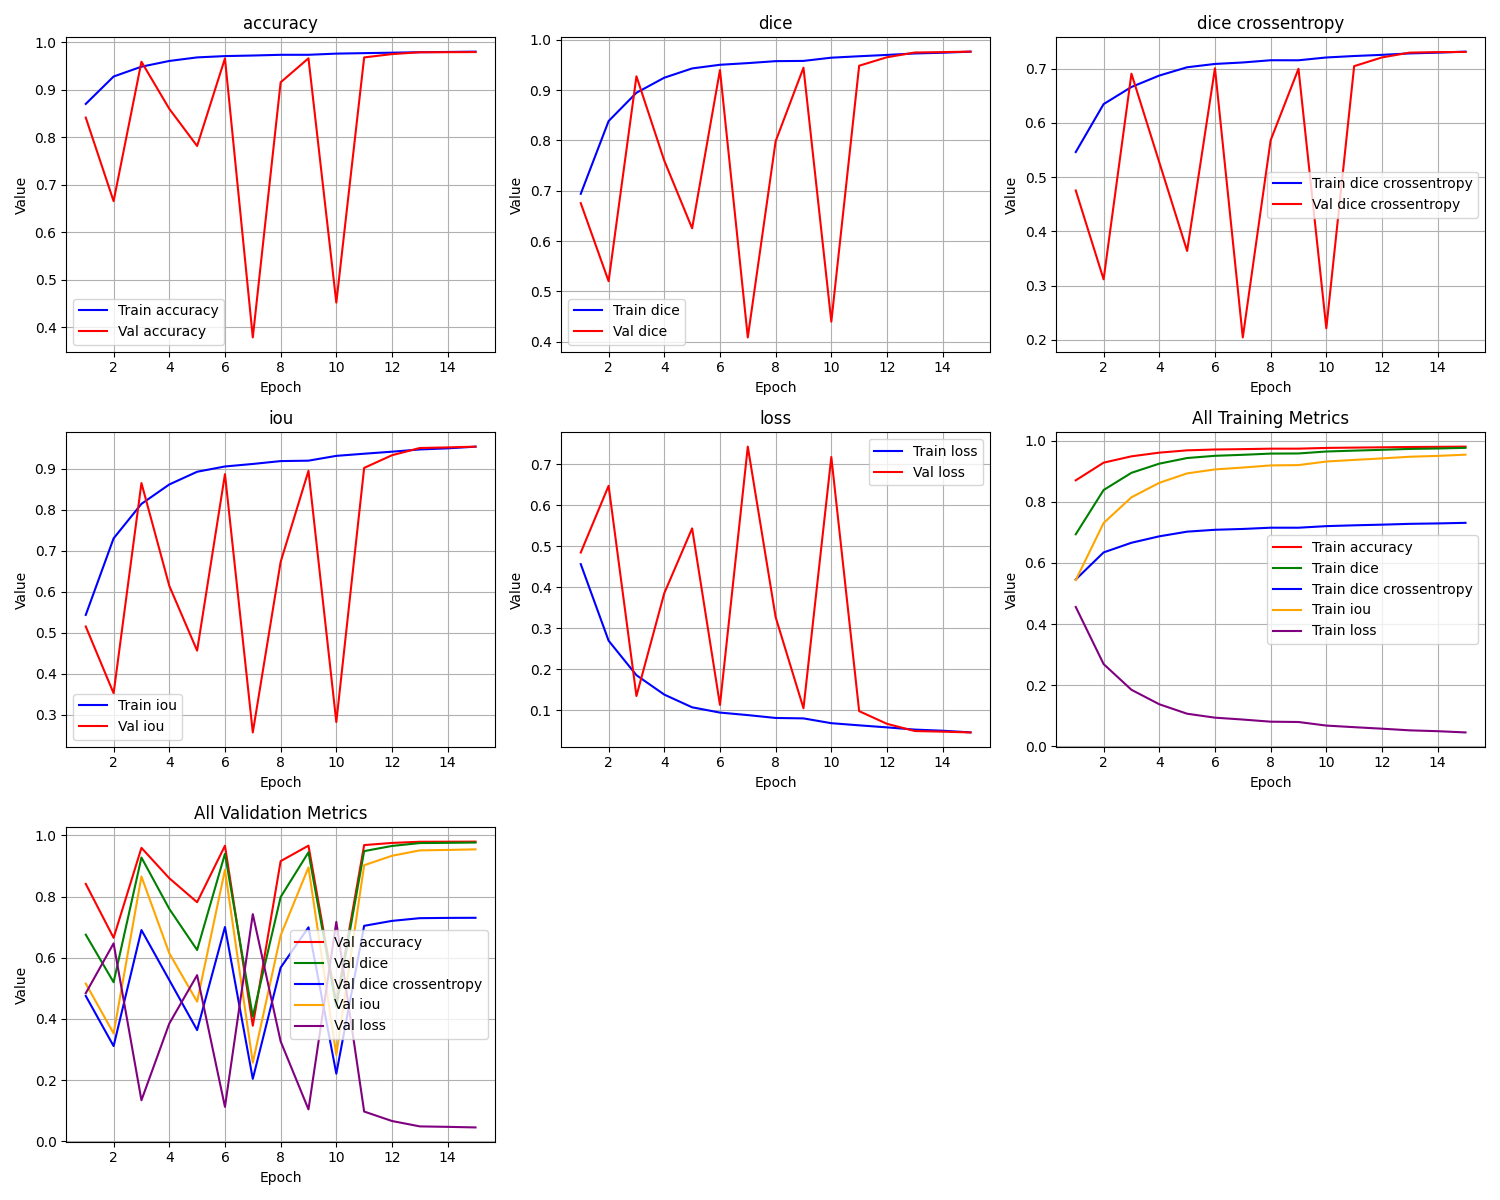 accuracy
1.0
0.9
0.8
0.7
0.6
0.5
0.4
Value
Train accuracy
Val accuracy
2 4 6 8 10 12 14
Epoch
dice
1.0
0.9
0.8
0.7
0.6
0.5
0.4
Value
Train dice
Val dice
2 4 6 8 10 12 14
Epoch
dice crossentropy
0.7
0.6
0.5
0.4
0.3
0.2
Value
Train dice crossentropy
Val dice crossentropy
2 4 6 8 10 12 14
Epoch
iou
0.9
0.8
0.7
0.6
0.5
0.4
0.3
Value
Train iou
Val iou
2 4 6 8 10 12 14
Epoch
loss
0.7
0.6
0.5
0.4
0.3
0.2
0.1
Value
Train loss
Val loss
2 4 6 8 10 12 14
Epoch
All Training Metrics
1.0
0.8
0.6
0.4
0.2
0.0
Value
Train accuracy
Train dice
Train dice crossentropy
Train iou
Train loss
2 4 6 8 10 12 14
Epoch
All Validation Metrics
1.0
0.8
0.6
0.4
0.2
0.0
Value
Val accuracy
Val dice
Val dice crossentropy
Val iou
Val loss
2 4 6 8 10 12 14
Epoch